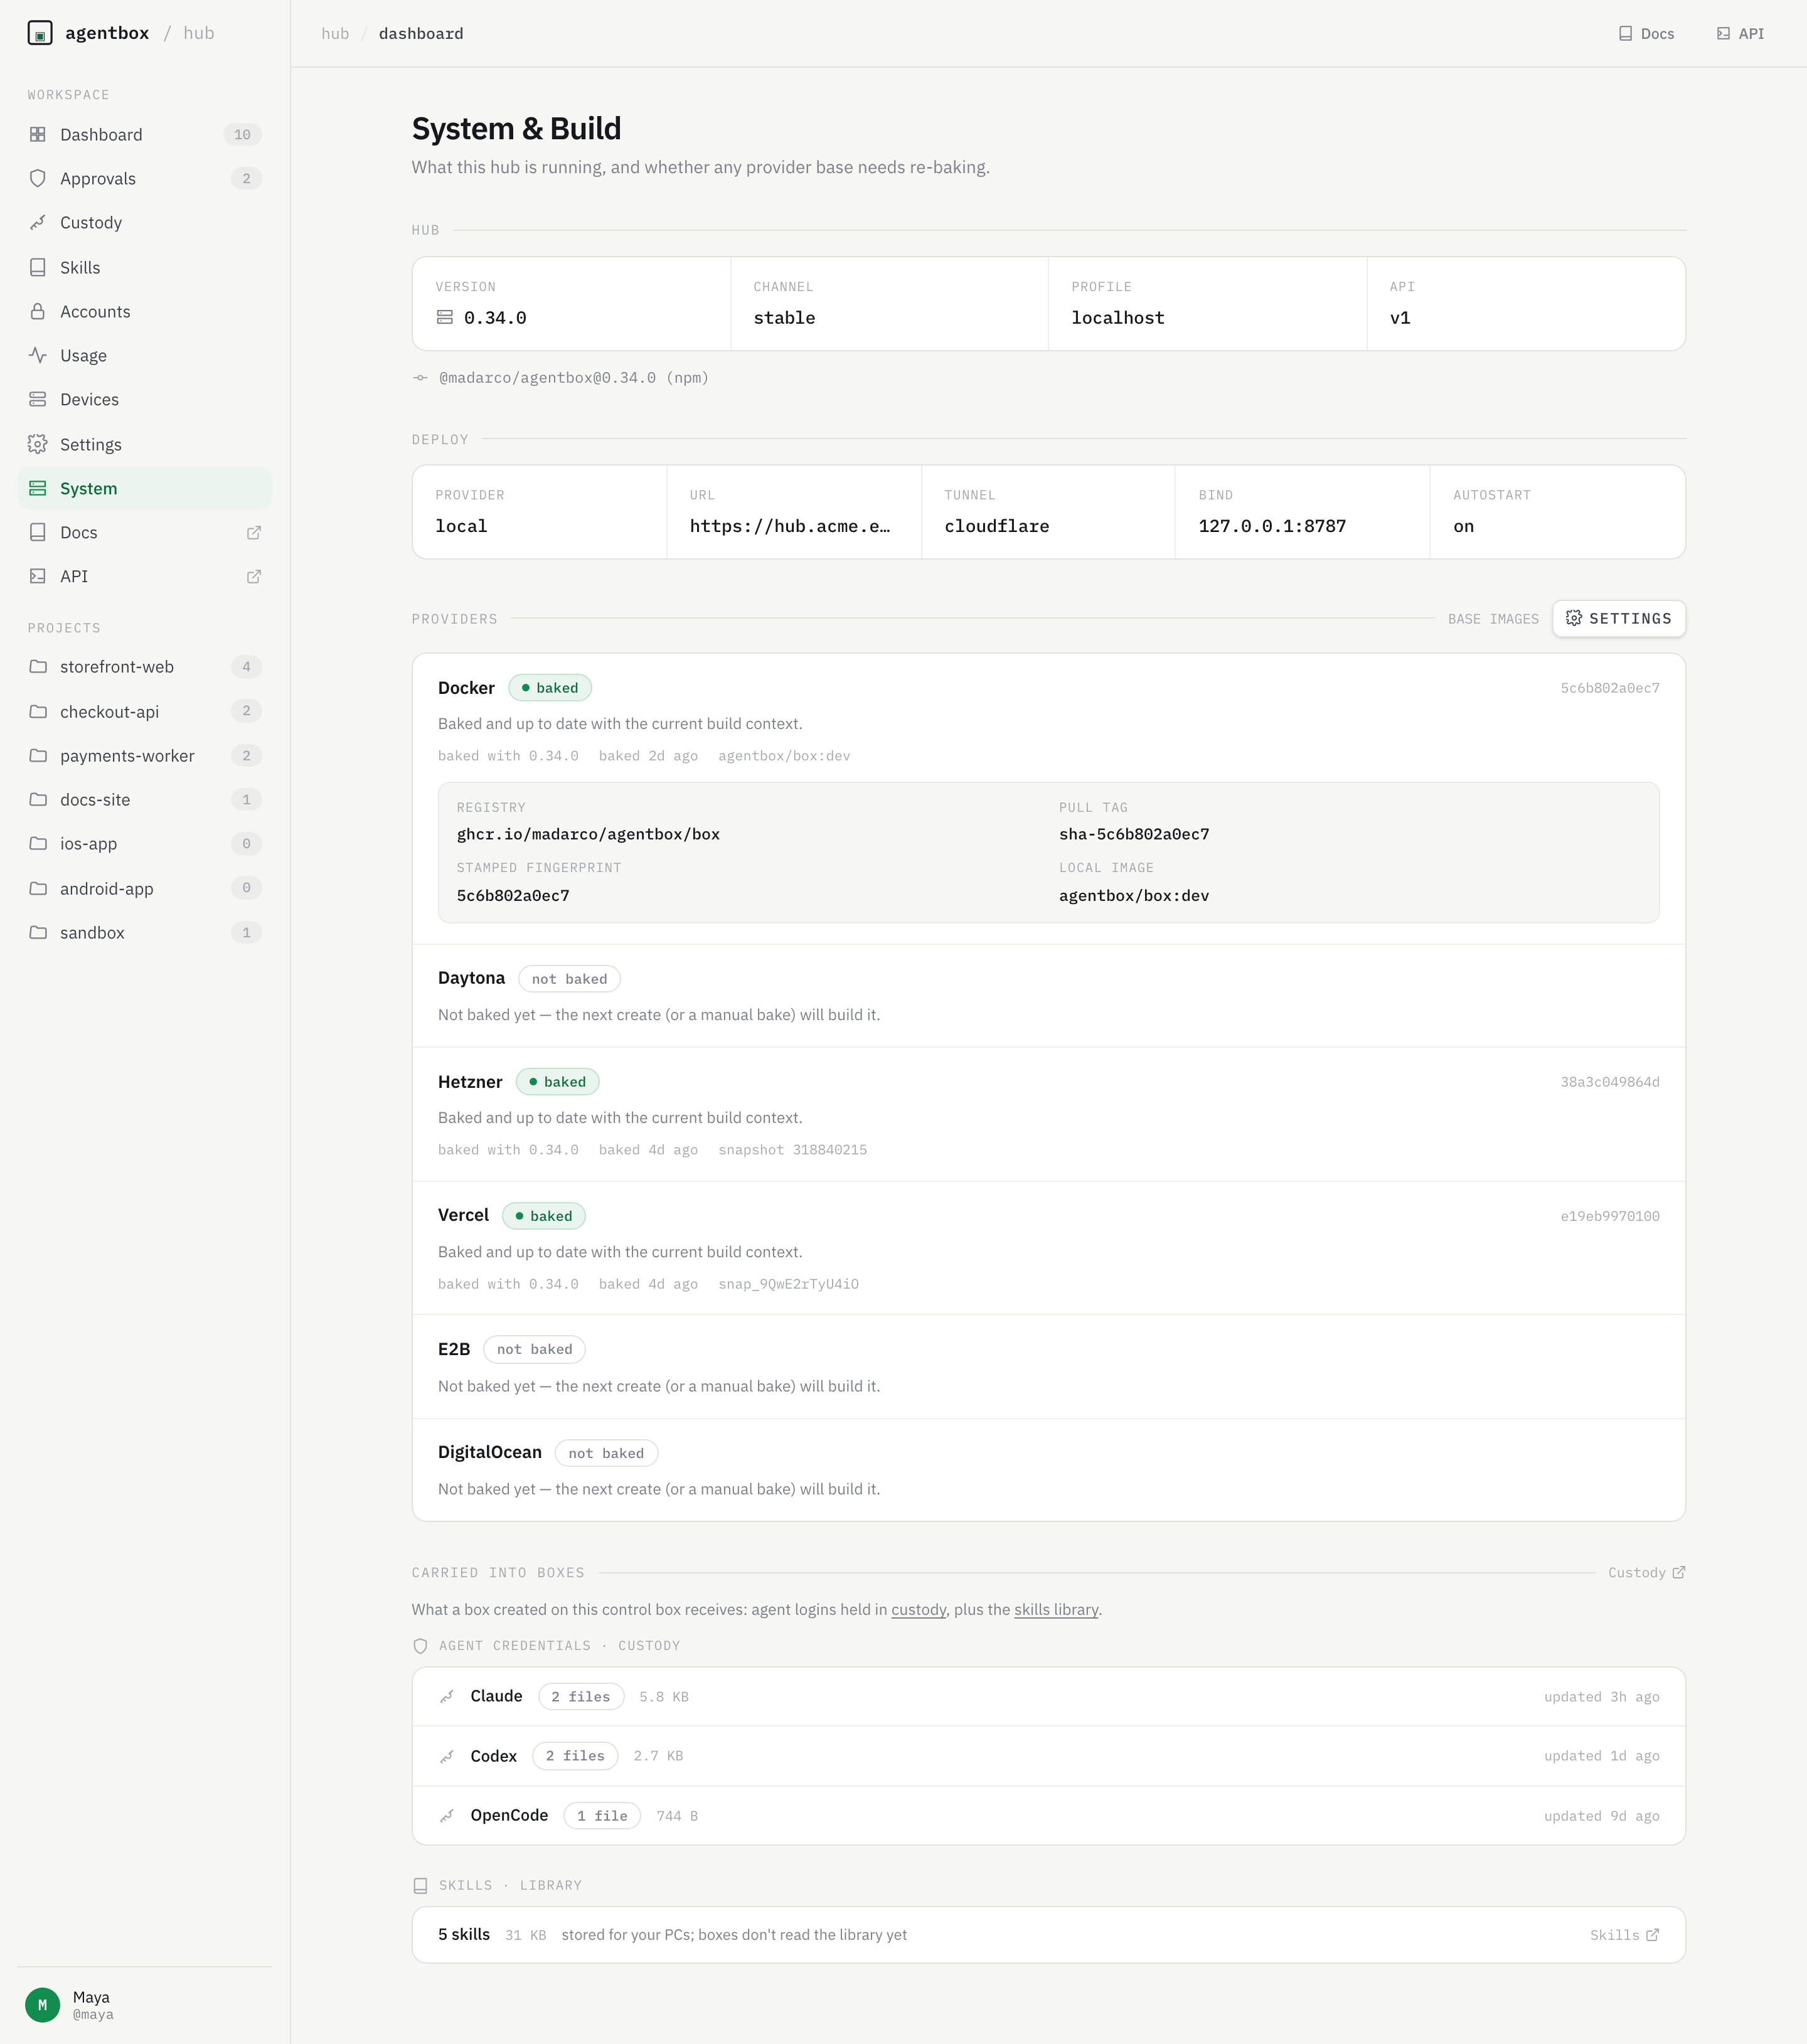 agentbox / hub
WORKSPACE
Dashboard 10
Approvals 2
Custody
Skills
Accounts
Usage
Devices
Settings
System
Docs
API
PROJECTS
storefront-web 4
checkout-api 2
payments-worker 2
docs-site 1
ios-app 0
android-app 0
sandbox 1
M
Maya
@maya
hub / dashboard
Docs
API
System & Build
What this hub is running, and whether any provider base needs re-baking.
HUB
VERSION
0.34.0
CHANNEL
stable
PROFILE
localhost
API
v1
@madarco/agentbox@0.34.0 (npm)
DEPLOY
PROVIDER
local
URL
https://hub.acme.e…
TUNNEL
cloudflare
BIND
127.0.0.1:8787
AUTOSTART
on
PROVIDERS
BASE IMAGES
SETTINGS
Docker baked 5c6b802a0ec7
Baked and up to date with the current build context.
baked with 0.34.0 baked 2d ago agentbox/box:dev
REGISTRY
ghcr.io/madarco/agentbox/box
PULL TAG
sha-5c6b802a0ec7
STAMPED FINGERPRINT
5c6b802a0ec7
LOCAL IMAGE
agentbox/box:dev
Daytona not baked
Not baked yet — the next create (or a manual bake) will build it.
Hetzner baked 38a3c049864d
Baked and up to date with the current build context.
baked with 0.34.0 baked 4d ago snapshot 318840215
Vercel baked e19eb9970100
Baked and up to date with the current build context.
baked with 0.34.0 baked 4d ago snap_9QwE2rTyU4iO
E2B not baked
Not baked yet — the next create (or a manual bake) will build it.
DigitalOcean not baked
Not baked yet — the next create (or a manual bake) will build it.
CARRIED INTO BOXES
Custody
What a box created on this control box receives: agent logins held in custody, plus the skills library.
AGENT CREDENTIALS · CUSTODY
Claude 2 files 5.8 KB updated 3h ago
Codex 2 files 2.7 KB updated 1d ago
OpenCode 1 file 744 B updated 9d ago
SKILLS · LIBRARY
5 skills 31 KB stored for your PCs; boxes don't read the library yet Skills